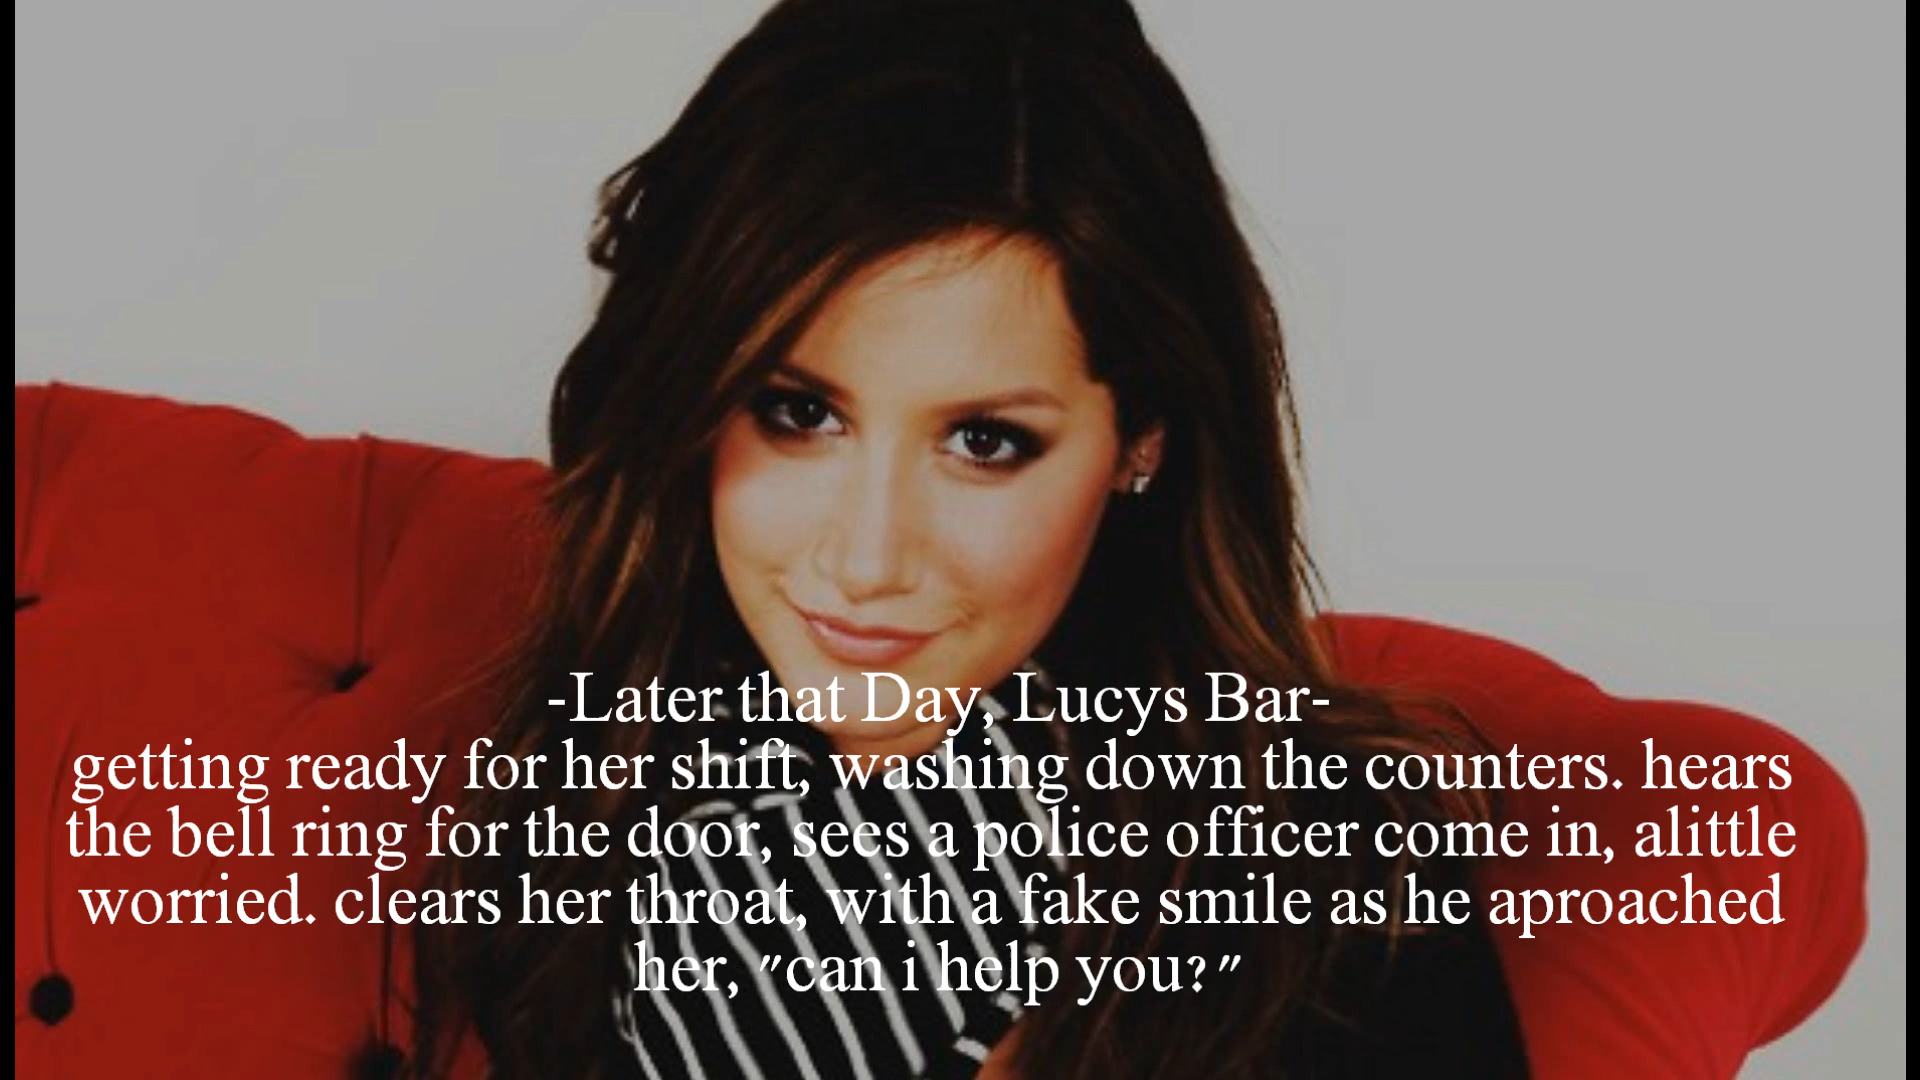 -Later that Day, Lucys Bar-
getting ready for her shift, washing down the counters. hears
the bell ring for the door, sees a police officer come in, alittle
worried. clears her throat, with a fake smile as he aproached
her, "can i help you?"